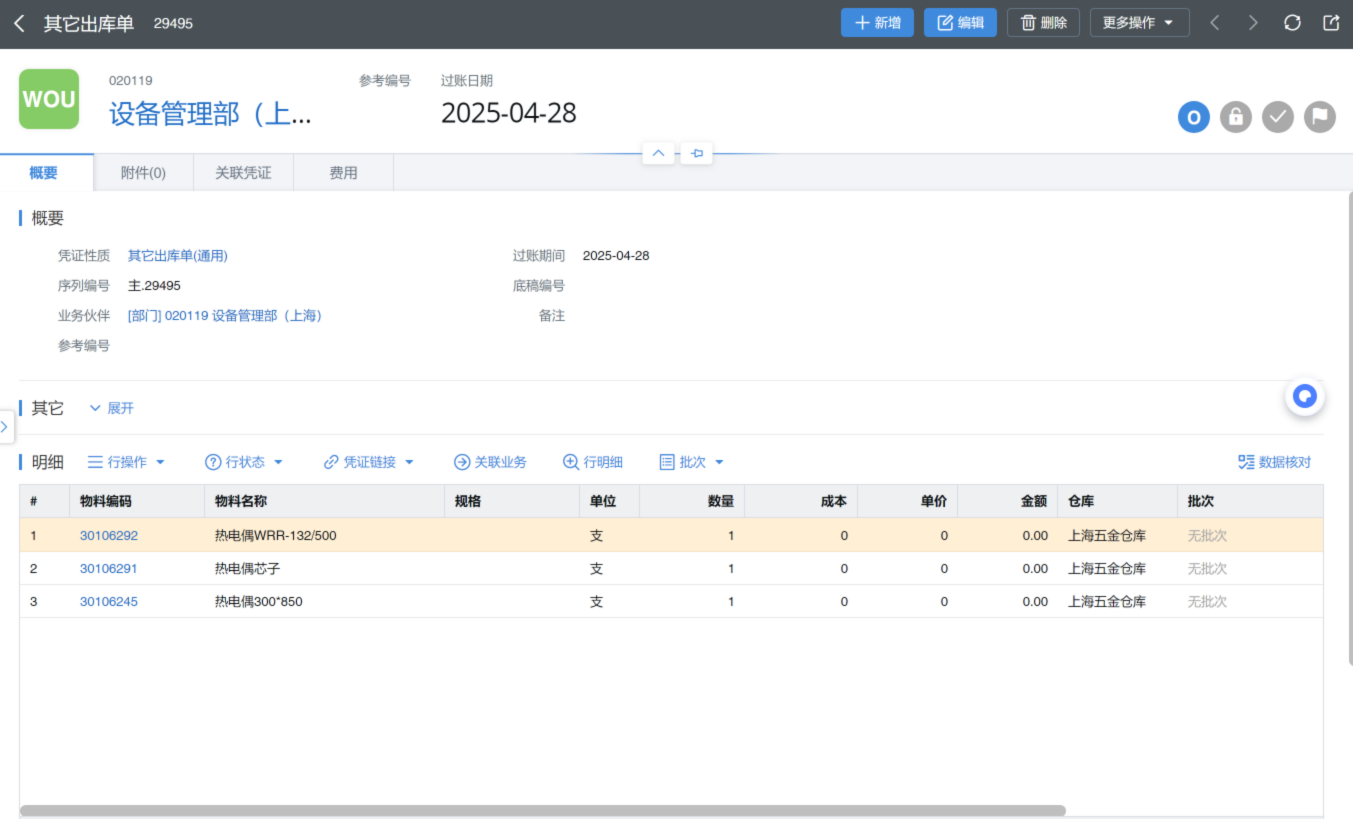 其它出库单 29495 新增 编辑 删除 更多操作
WOU
020119 参考编号 过账日期
设备管理部（上... 2025-04-28
O
概要 附件(0) 关联凭证 费用
概要
凭证性质 其它出库单(通用) 过账期间 2025-04-28
序列编号 主.29495 底稿编号
业务伙伴 [部门] 020119 设备管理部（上海） 备注
参考编号
其它 展开
明细 行操作 行状态 凭证链接 关联业务 行明细 批次 数据核对
# 物料编码 物料名称 规格 单位 数量 成本 单价 金额 仓库 批次
1 30106292 热电偶WRR-132/500 支 1 0 0 0.00 上海五金仓库 无批次
2 30106291 热电偶芯子 支 1 0 0 0.00 上海五金仓库 无批次
3 30106245 热电偶300*850 支 1 0 0 0.00 上海五金仓库 无批次